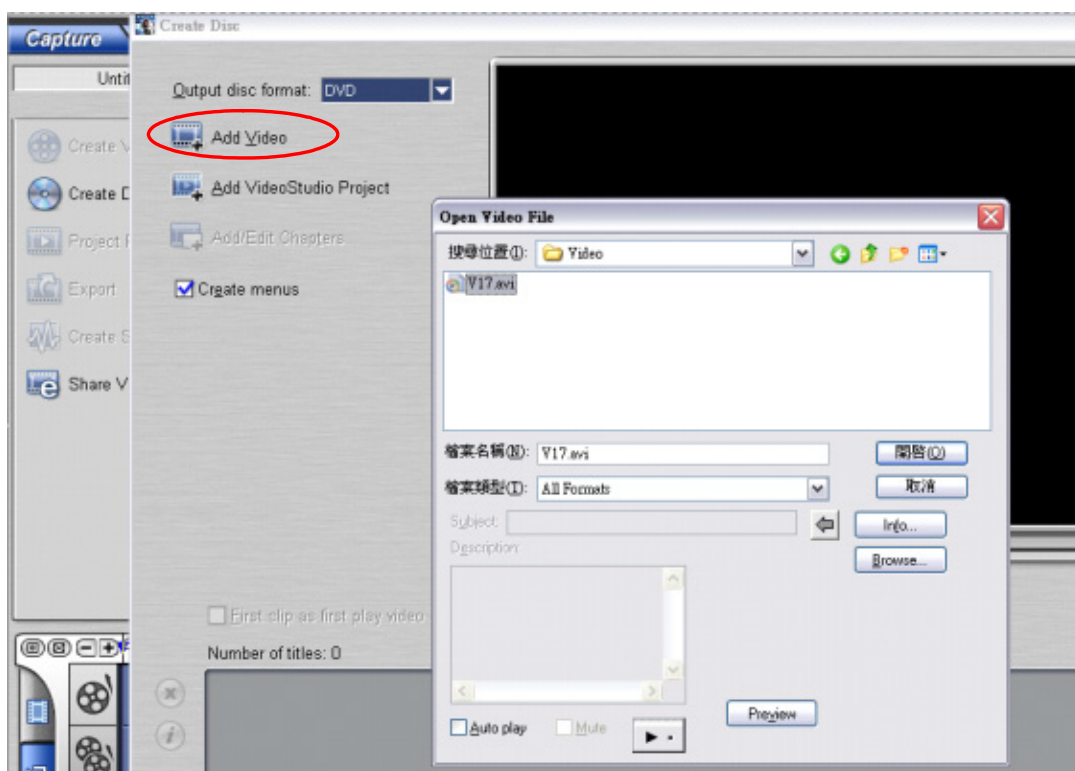 Capture
Create Disc
Output disc format: DVD
Add Video
Create
Add VideoStudio Project
Create
Open Video File
Add/Edit Chapters
搜尋位置(I): Video
Project
V17.avi
Create menus
Export
Create S
Share V
檔案名稱(N): V17.avi
開啓(O)
檔案類型(T): All Formats
取消
Subject:
Info...
Description:
Browse...
First clip as first play video
Number of titles: 0
Preview
Auto play
Mute